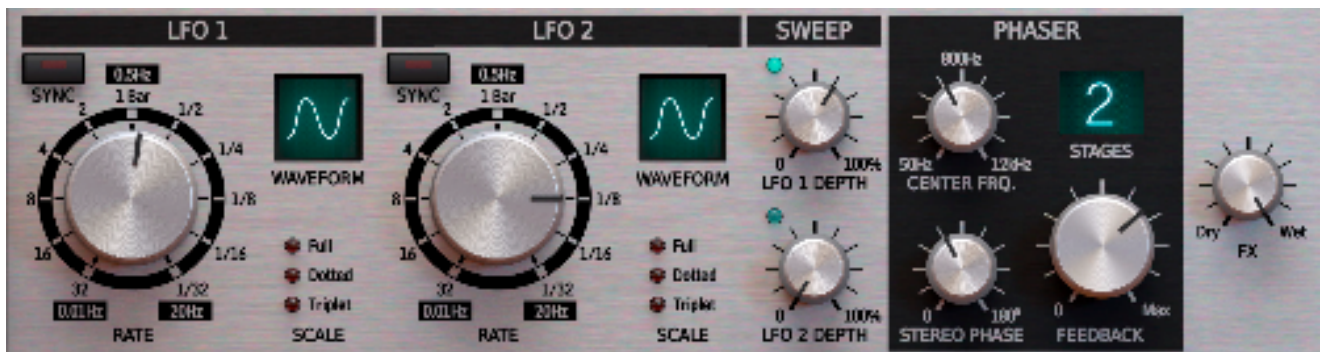 LFO 1
SYNC
0.5Hz
1 Bar
2
4
8
16
32
1/2
1/4
1/8
1/16
1/32
0.01Hz
20Hz
RATE
WAVEFORM
Full
Dotted
Triplet
SCALE
LFO 2
SYNC
0.5Hz
1 Bar
2
4
8
16
32
1/2
1/4
1/8
1/16
1/32
0.01Hz
20Hz
RATE
WAVEFORM
Full
Dotted
Triplet
SCALE
SWEEP
0
100%
LFO 1 DEPTH
0
100%
LFO 2 DEPTH
PHASER
800Hz
50Hz
12kHz
CENTER FRQ.
2
STAGES
0
180°
STEREO PHASE
0
Max
FEEDBACK
Dry
Wet
FX